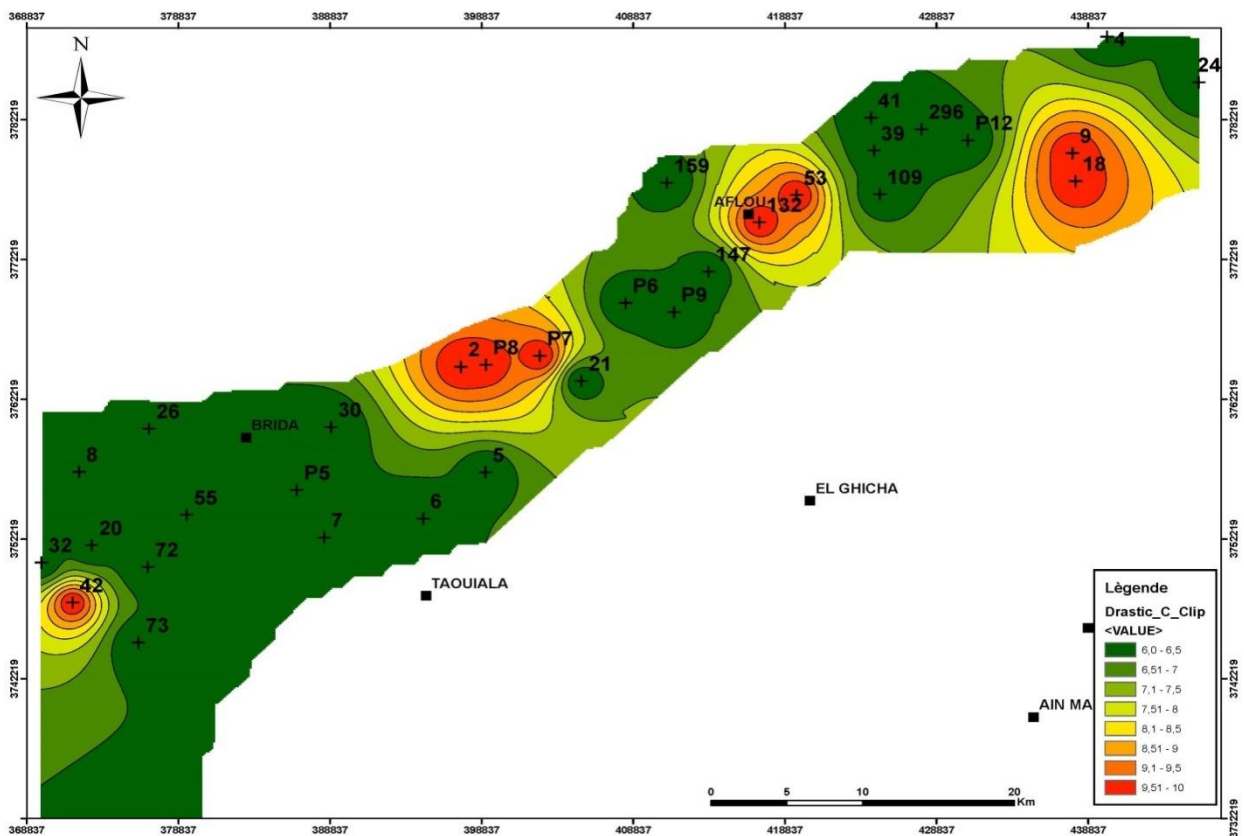 368837 378837 388837 398837 408837 418837 428837 438837
N
4
24
3782219 3782219
41
296
P12
39
9
18
159
109
53
AFLOU
132
3772219 3772219
147
P6
P9
2
P8
P7
21
3762219 3762219
26
30
BRIDA
8
5
P5
EL GHICHA
55
6
7
20
3752219 3752219
32
72
TAOUIALA
42
73
3742219 3742219
AIN MA
Lègende
Drastic_C_Clip
<VALUE>
6,0 - 6,5
6,51 - 7
7,1 - 7,5
7,51 - 8
8,1 - 8,5
8,51 - 9
9,1 - 9,5
9,51 - 10
0 5 10 20
Km
3732219 3732219
368837 378837 388837 398837 408837 418837 428837 438837